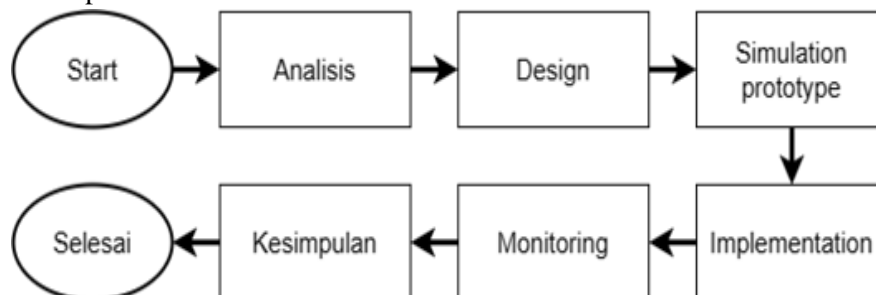 Start
Analisis
Design
Simulation
prototype
Selesai
Kesimpulan
Monitoring
Implementation